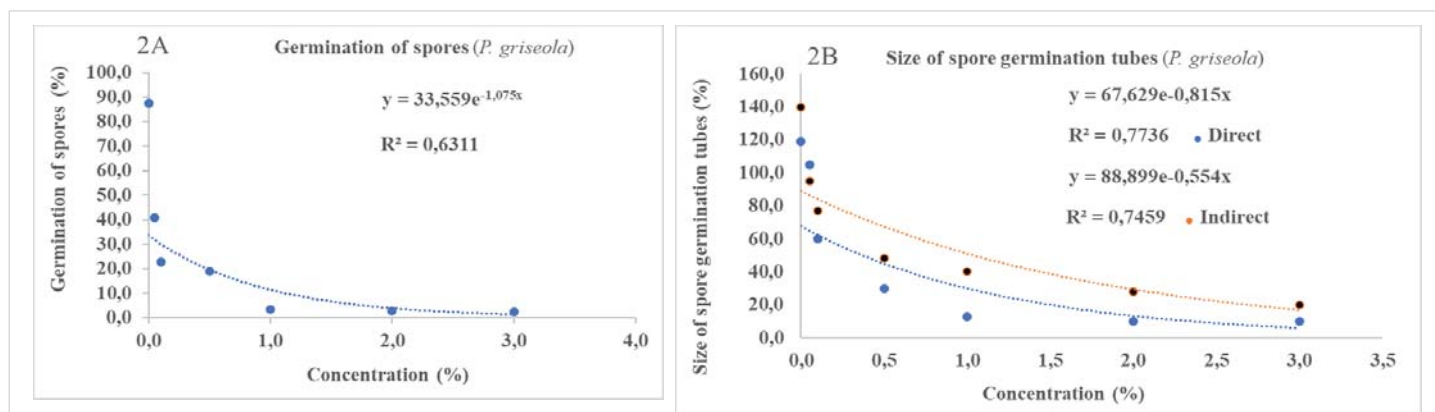 2A
Germination of spores (P. griseola)
Germination of spores (%)
100,0
90,0
80,0
70,0
60,0
50,0
40,0
30,0
20,0
10,0
0,0
y = 33,559e-1,075x
R² = 0,6311
0,0 1,0 2,0 3,0 4,0
Concentration (%)
2B
Size of spore germination tubes (P. griseola)
Size of spore germination tubes (%)
160,0
140,0
120,0
100,0
80,0
60,0
40,0
20,0
0,0
y = 67,629e-0,815x
R² = 0,7736 Direct
y = 88,899e-0,554x
R² = 0,7459 Indirect
0,0 0,5 1,0 1,5 2,0 2,5 3,0 3,5
Concentration (%)